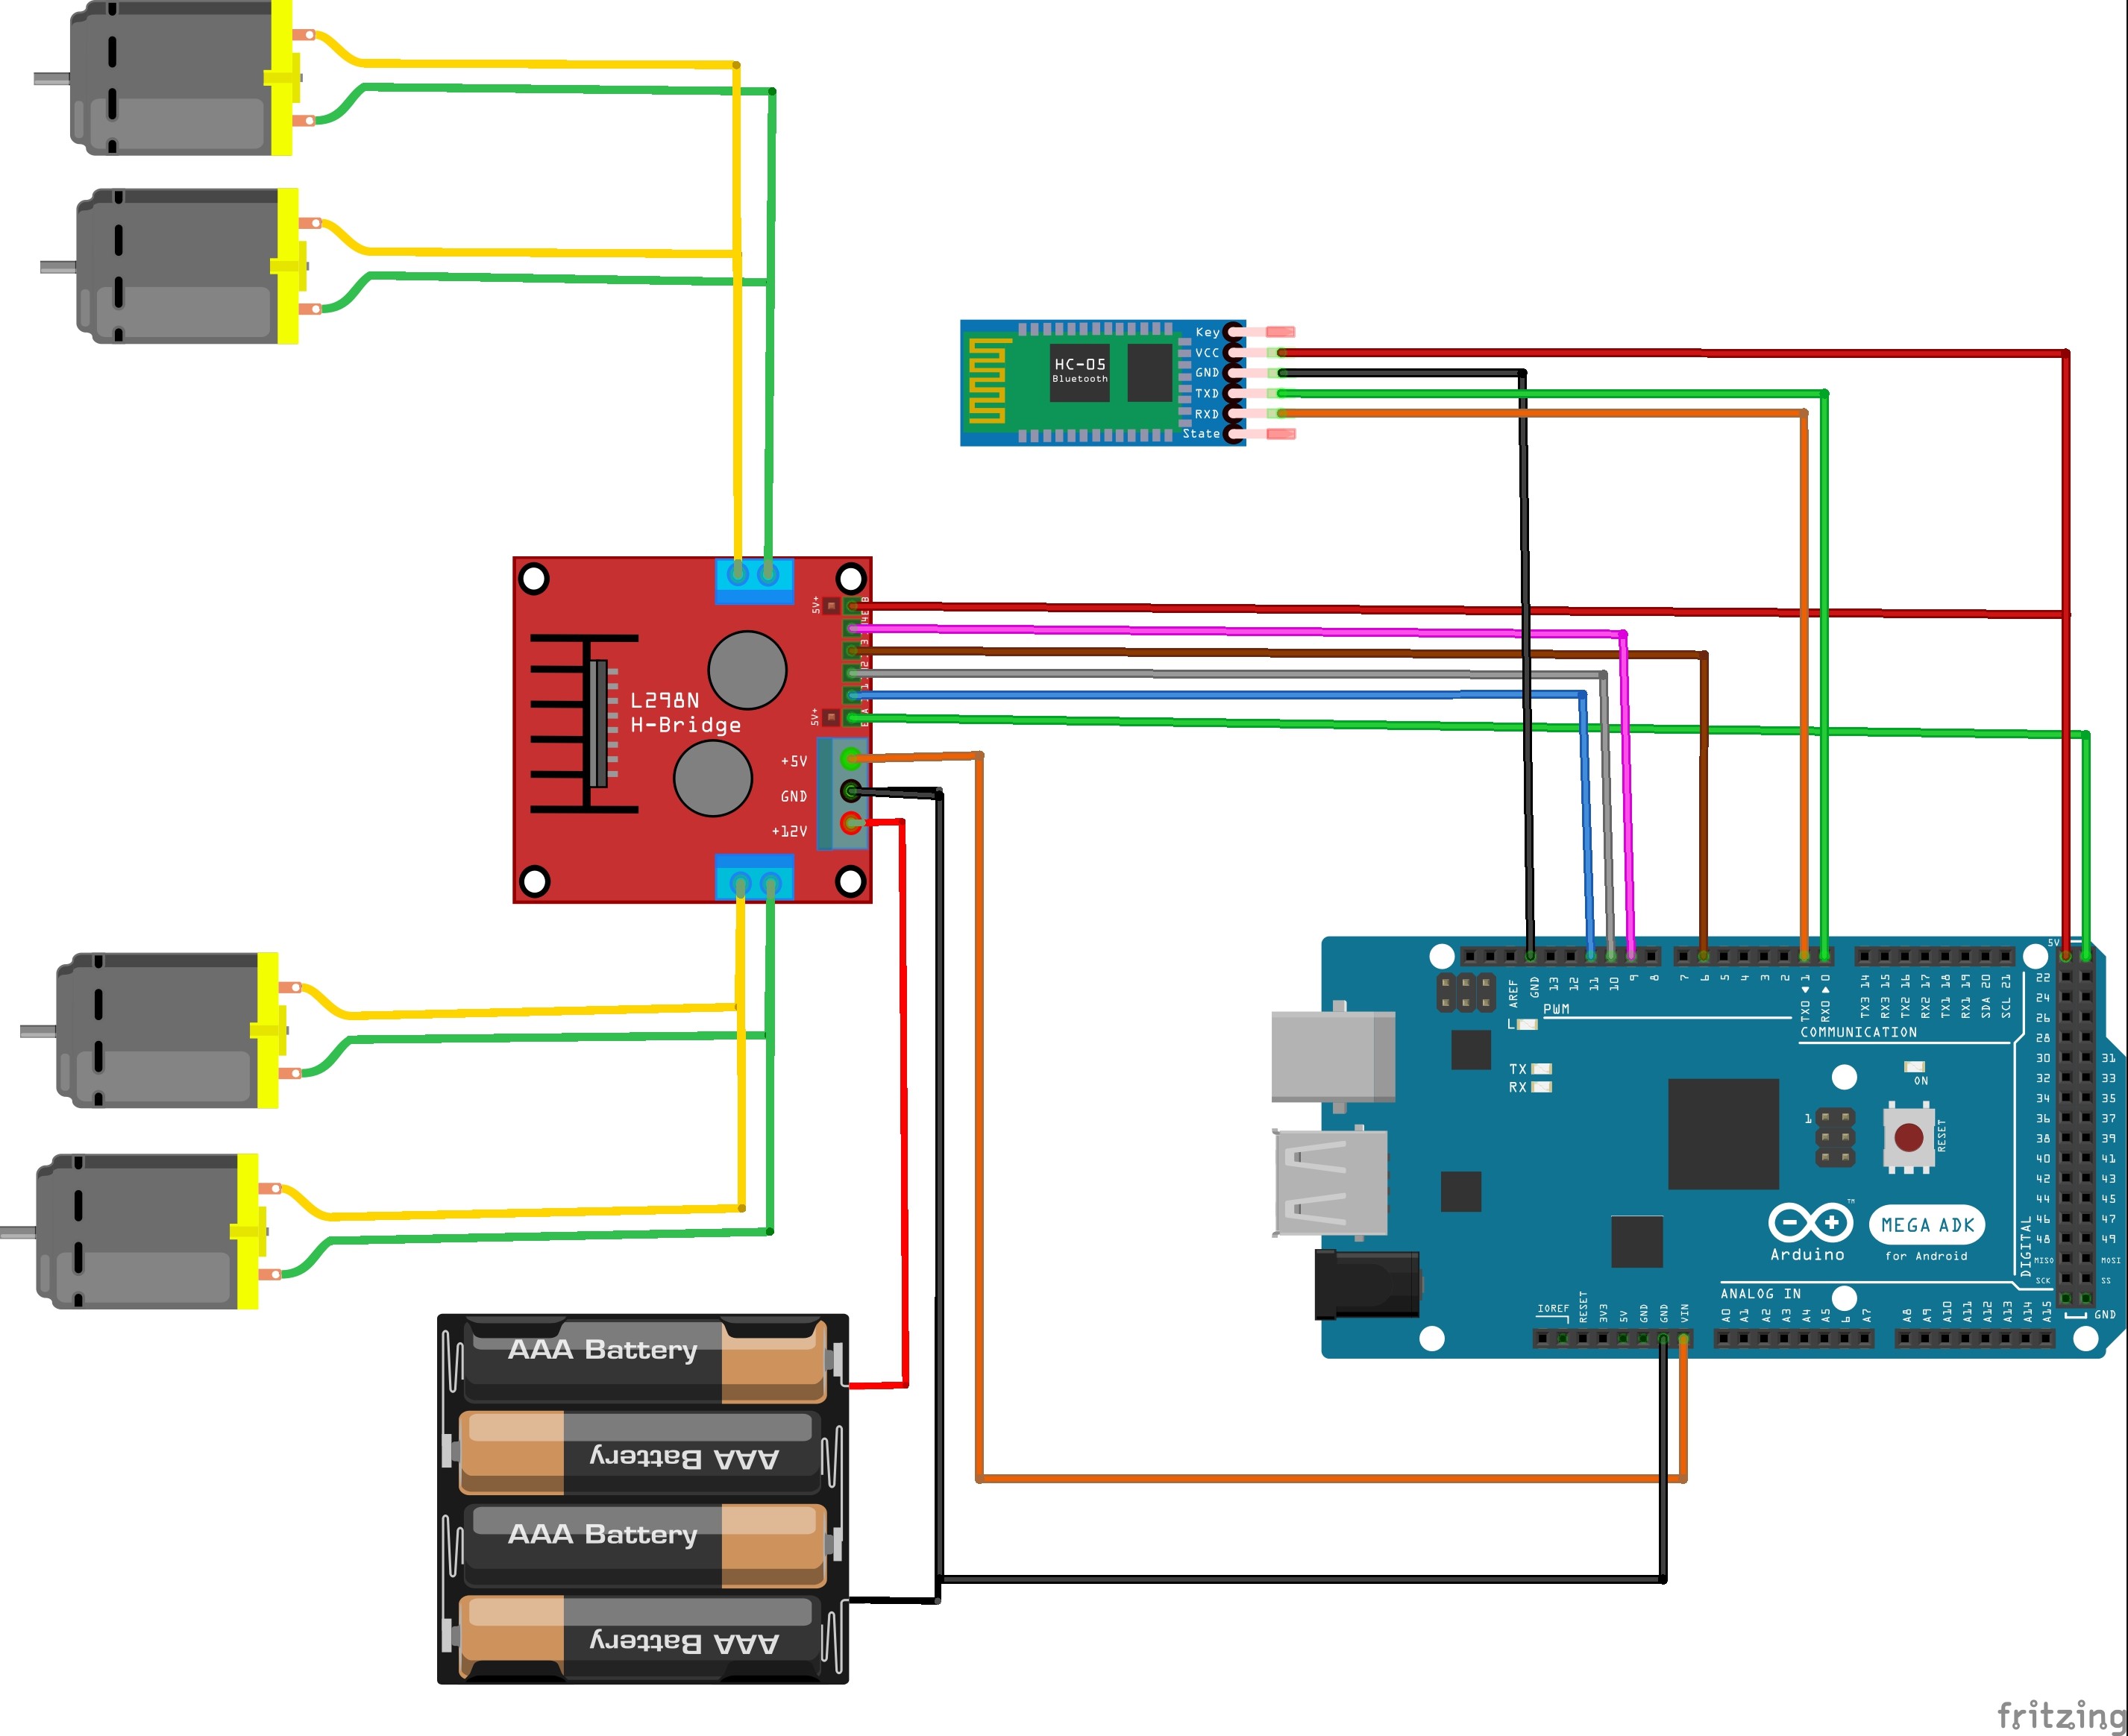 Key
VCC
GND
TXD
RXD
State
HC-05
Bluetooth
5V+
5V+
L298N
H-Bridge
+5V
GND
+12V
AREF
GND
13
12
11
10
9
8
7
6
5
4
3
2
TX0 1
RX0 0
TX3 14
RX3 15
TX2 16
RX2 17
TX1 18
RX1 19
SDA 20
SCL 21
5V
22
24
26
28
30 31
32 33
34 35
36 37
38 39
40 41
42 43
44 45
46 47
48 49
MISO MOSI
SCK SS
GND
DIGITAL
PWM
COMMUNICATION
L
TX
RX
ON
1
RESET
TM
Arduino
MEGA ADK
for Android
ANALOG IN
IOREF
RESET
3V3
5V
GND
GND
VIN
A0
A1
A2
A3
A4
A5
6
A7
A8
A9
A10
A11
A12
A13
A14
A15
AAA Battery
AAA Battery
AAA Battery
AAA Battery
fritzing